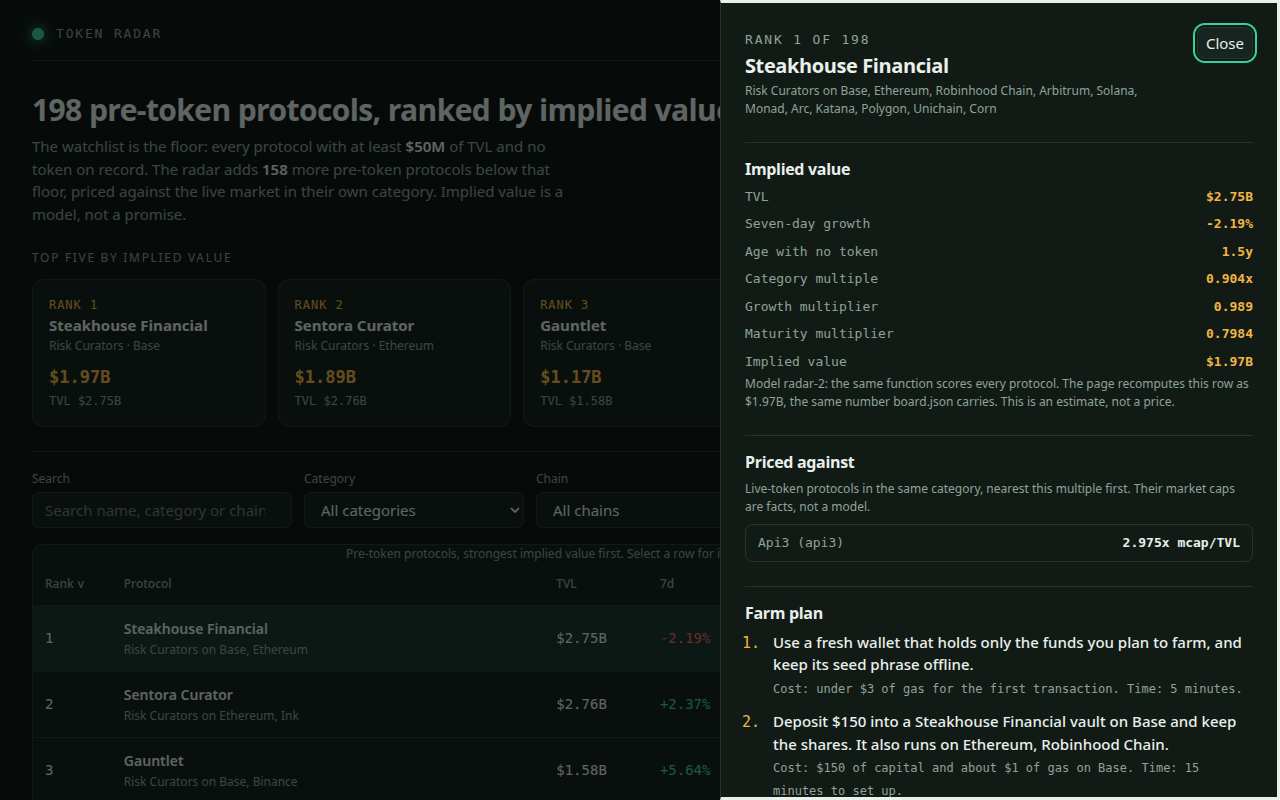 TOKEN RADAR
198 pre-token protocols, ranked by implied value
The watchlist is the floor: every protocol with at least $50M of TVL and no
token on record. The radar adds 158 more pre-token protocols below that
floor, priced against the live market in their own category. Implied value is a
model, not a promise.
TOP FIVE BY IMPLIED VALUE
RANK 1
Steakhouse Financial
Risk Curators · Base
$1.97B
TVL $2.75B
RANK 2
Sentora Curator
Risk Curators · Ethereum
$1.89B
TVL $2.76B
RANK 3
Gauntlet
Risk Curators · Base
$1.17B
TVL $1.58B
Search
Category
Chain
Search name, category or chain
All categories
All chains
Pre-token protocols, strongest implied value first. Select a row for i
Rank v
Protocol
TVL
7d
1
Steakhouse Financial
Risk Curators on Base, Ethereum
$2.75B
-2.19%
2
Sentora Curator
Risk Curators on Ethereum, Ink
$2.76B
+2.37%
3
Gauntlet
Risk Curators on Base, Binance
$1.58B
+5.64%
RANK 1 OF 198
Close
Steakhouse Financial
Risk Curators on Base, Ethereum, Robinhood Chain, Arbitrum, Solana,
Monad, Arc, Katana, Polygon, Unichain, Corn
Implied value
TVL $2.75B
Seven-day growth -2.19%
Age with no token 1.5y
Category multiple 0.904x
Growth multiplier 0.989
Maturity multiplier 0.7984
Implied value $1.97B
Model radar-2: the same function scores every protocol. The page recomputes this row as
$1.97B, the same number board.json carries. This is an estimate, not a price.
Priced against
Live-token protocols in the same category, nearest this multiple first. Their market caps
are facts, not a model.
Api3 (api3) 2.975x mcap/TVL
Farm plan
1. Use a fresh wallet that holds only the funds you plan to farm, and
keep its seed phrase offline.
Cost: under $3 of gas for the first transaction. Time: 5 minutes.
2. Deposit $150 into a Steakhouse Financial vault on Base and keep
the shares. It also runs on Ethereum, Robinhood Chain.
Cost: $150 of capital and about $1 of gas on Base. Time: 15
minutes to set up.